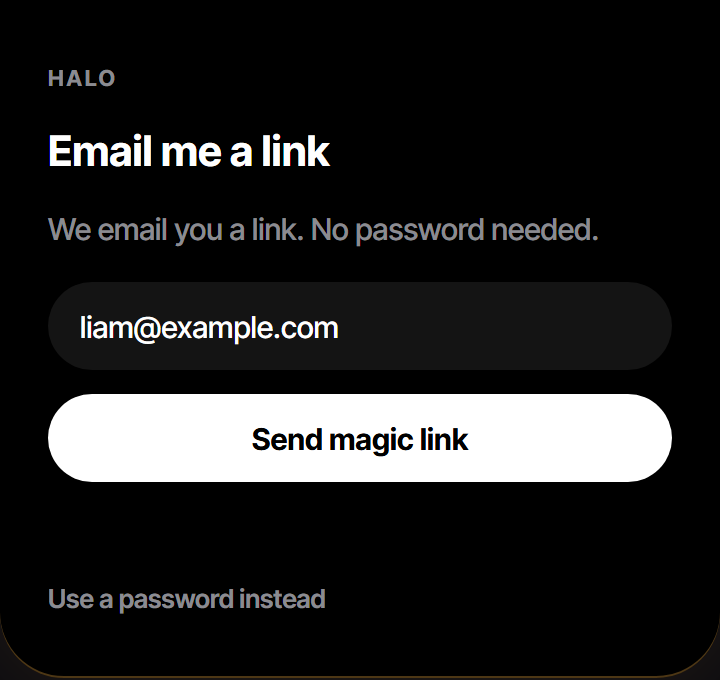 HALO
Email me a link
We email you a link. No password needed.
liam@example.com
Send magic link
Use a password instead